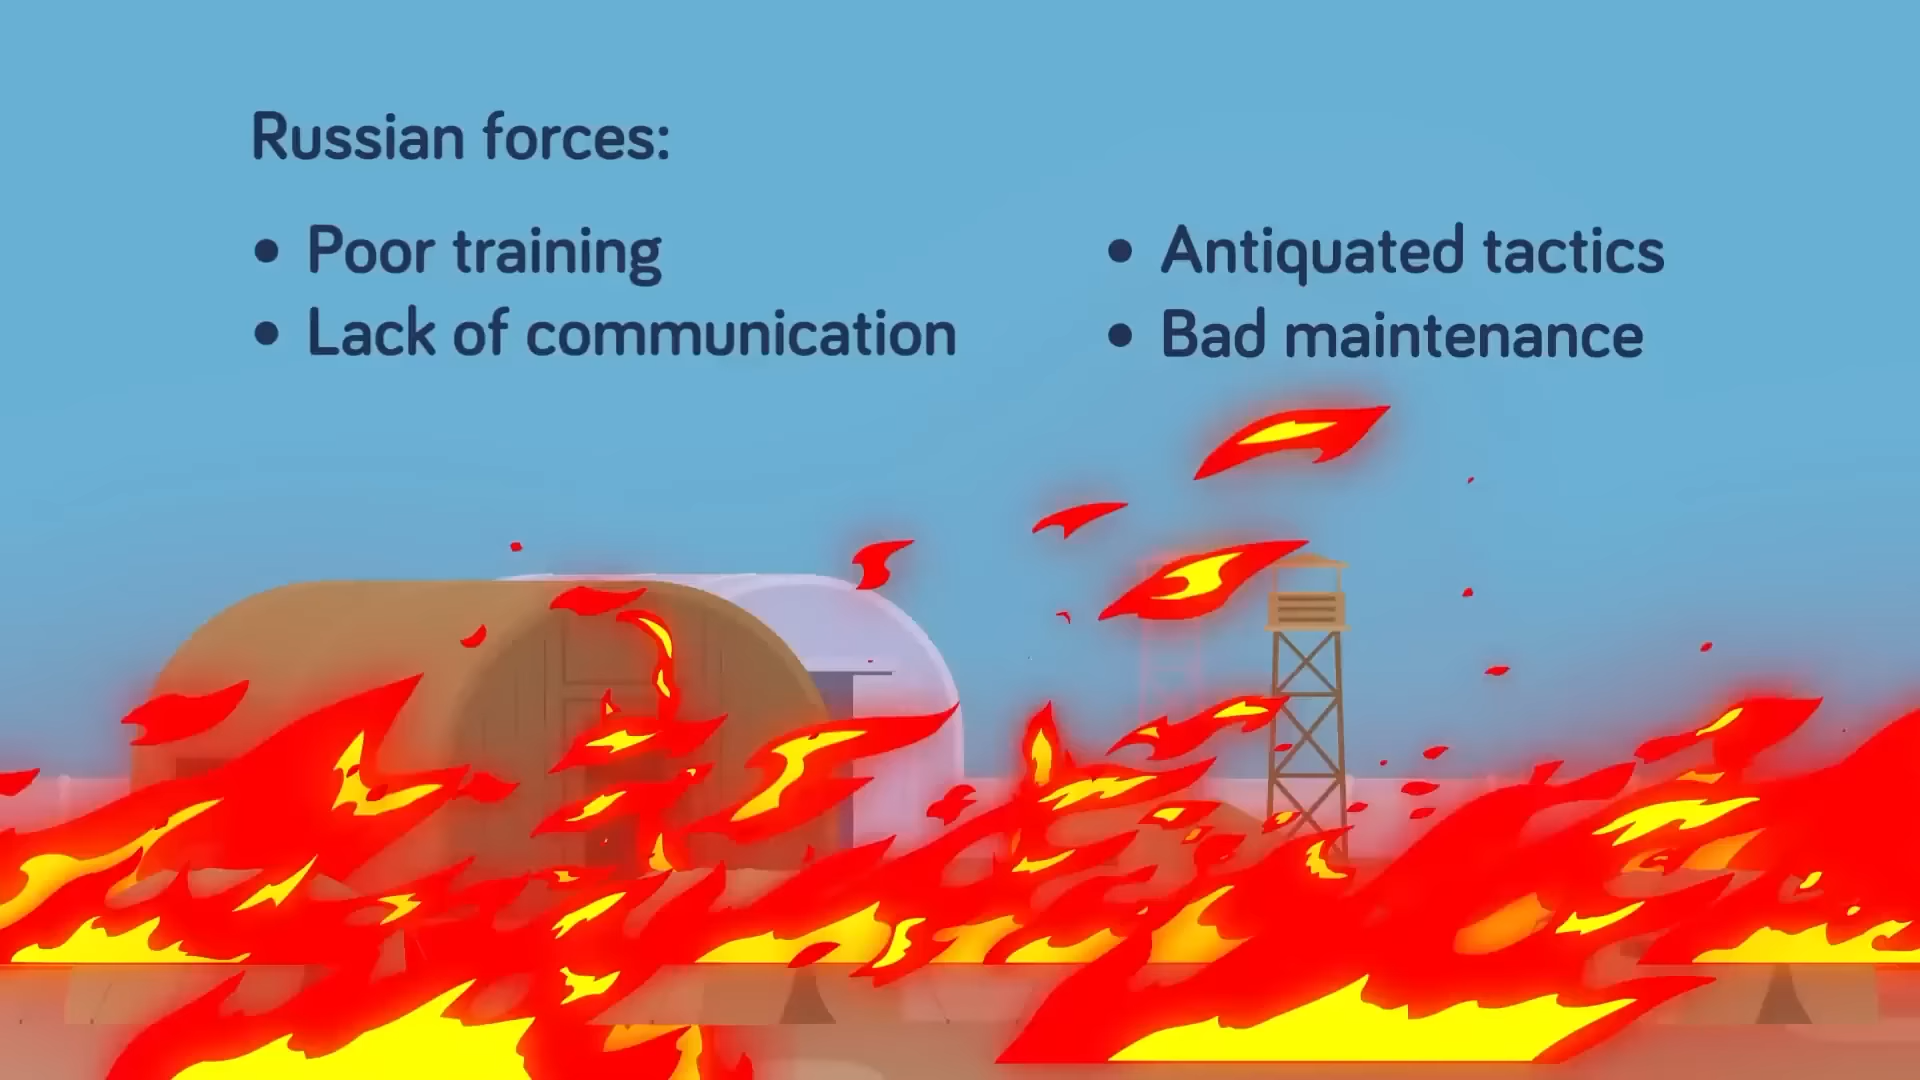 Russian forces:
• Poor training
• Lack of communication
• Antiquated tactics
• Bad maintenance